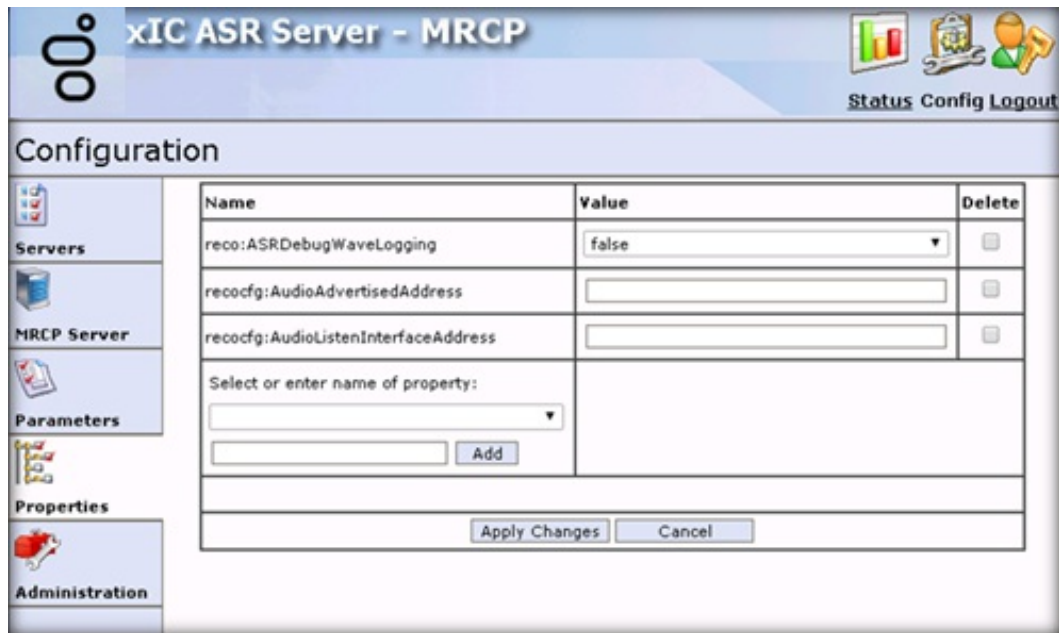 xIC ASR Server - MRCP
Status Config Logout
Configuration
Servers
MRCP Server
Parameters
Properties
Administration
Name Value Delete
reco:ASRDebugWaveLogging false
recocfg:AudioAdvertisedAddress
recocfg:AudioListenInterfaceAddress
Select or enter name of property:
Add
Apply Changes Cancel